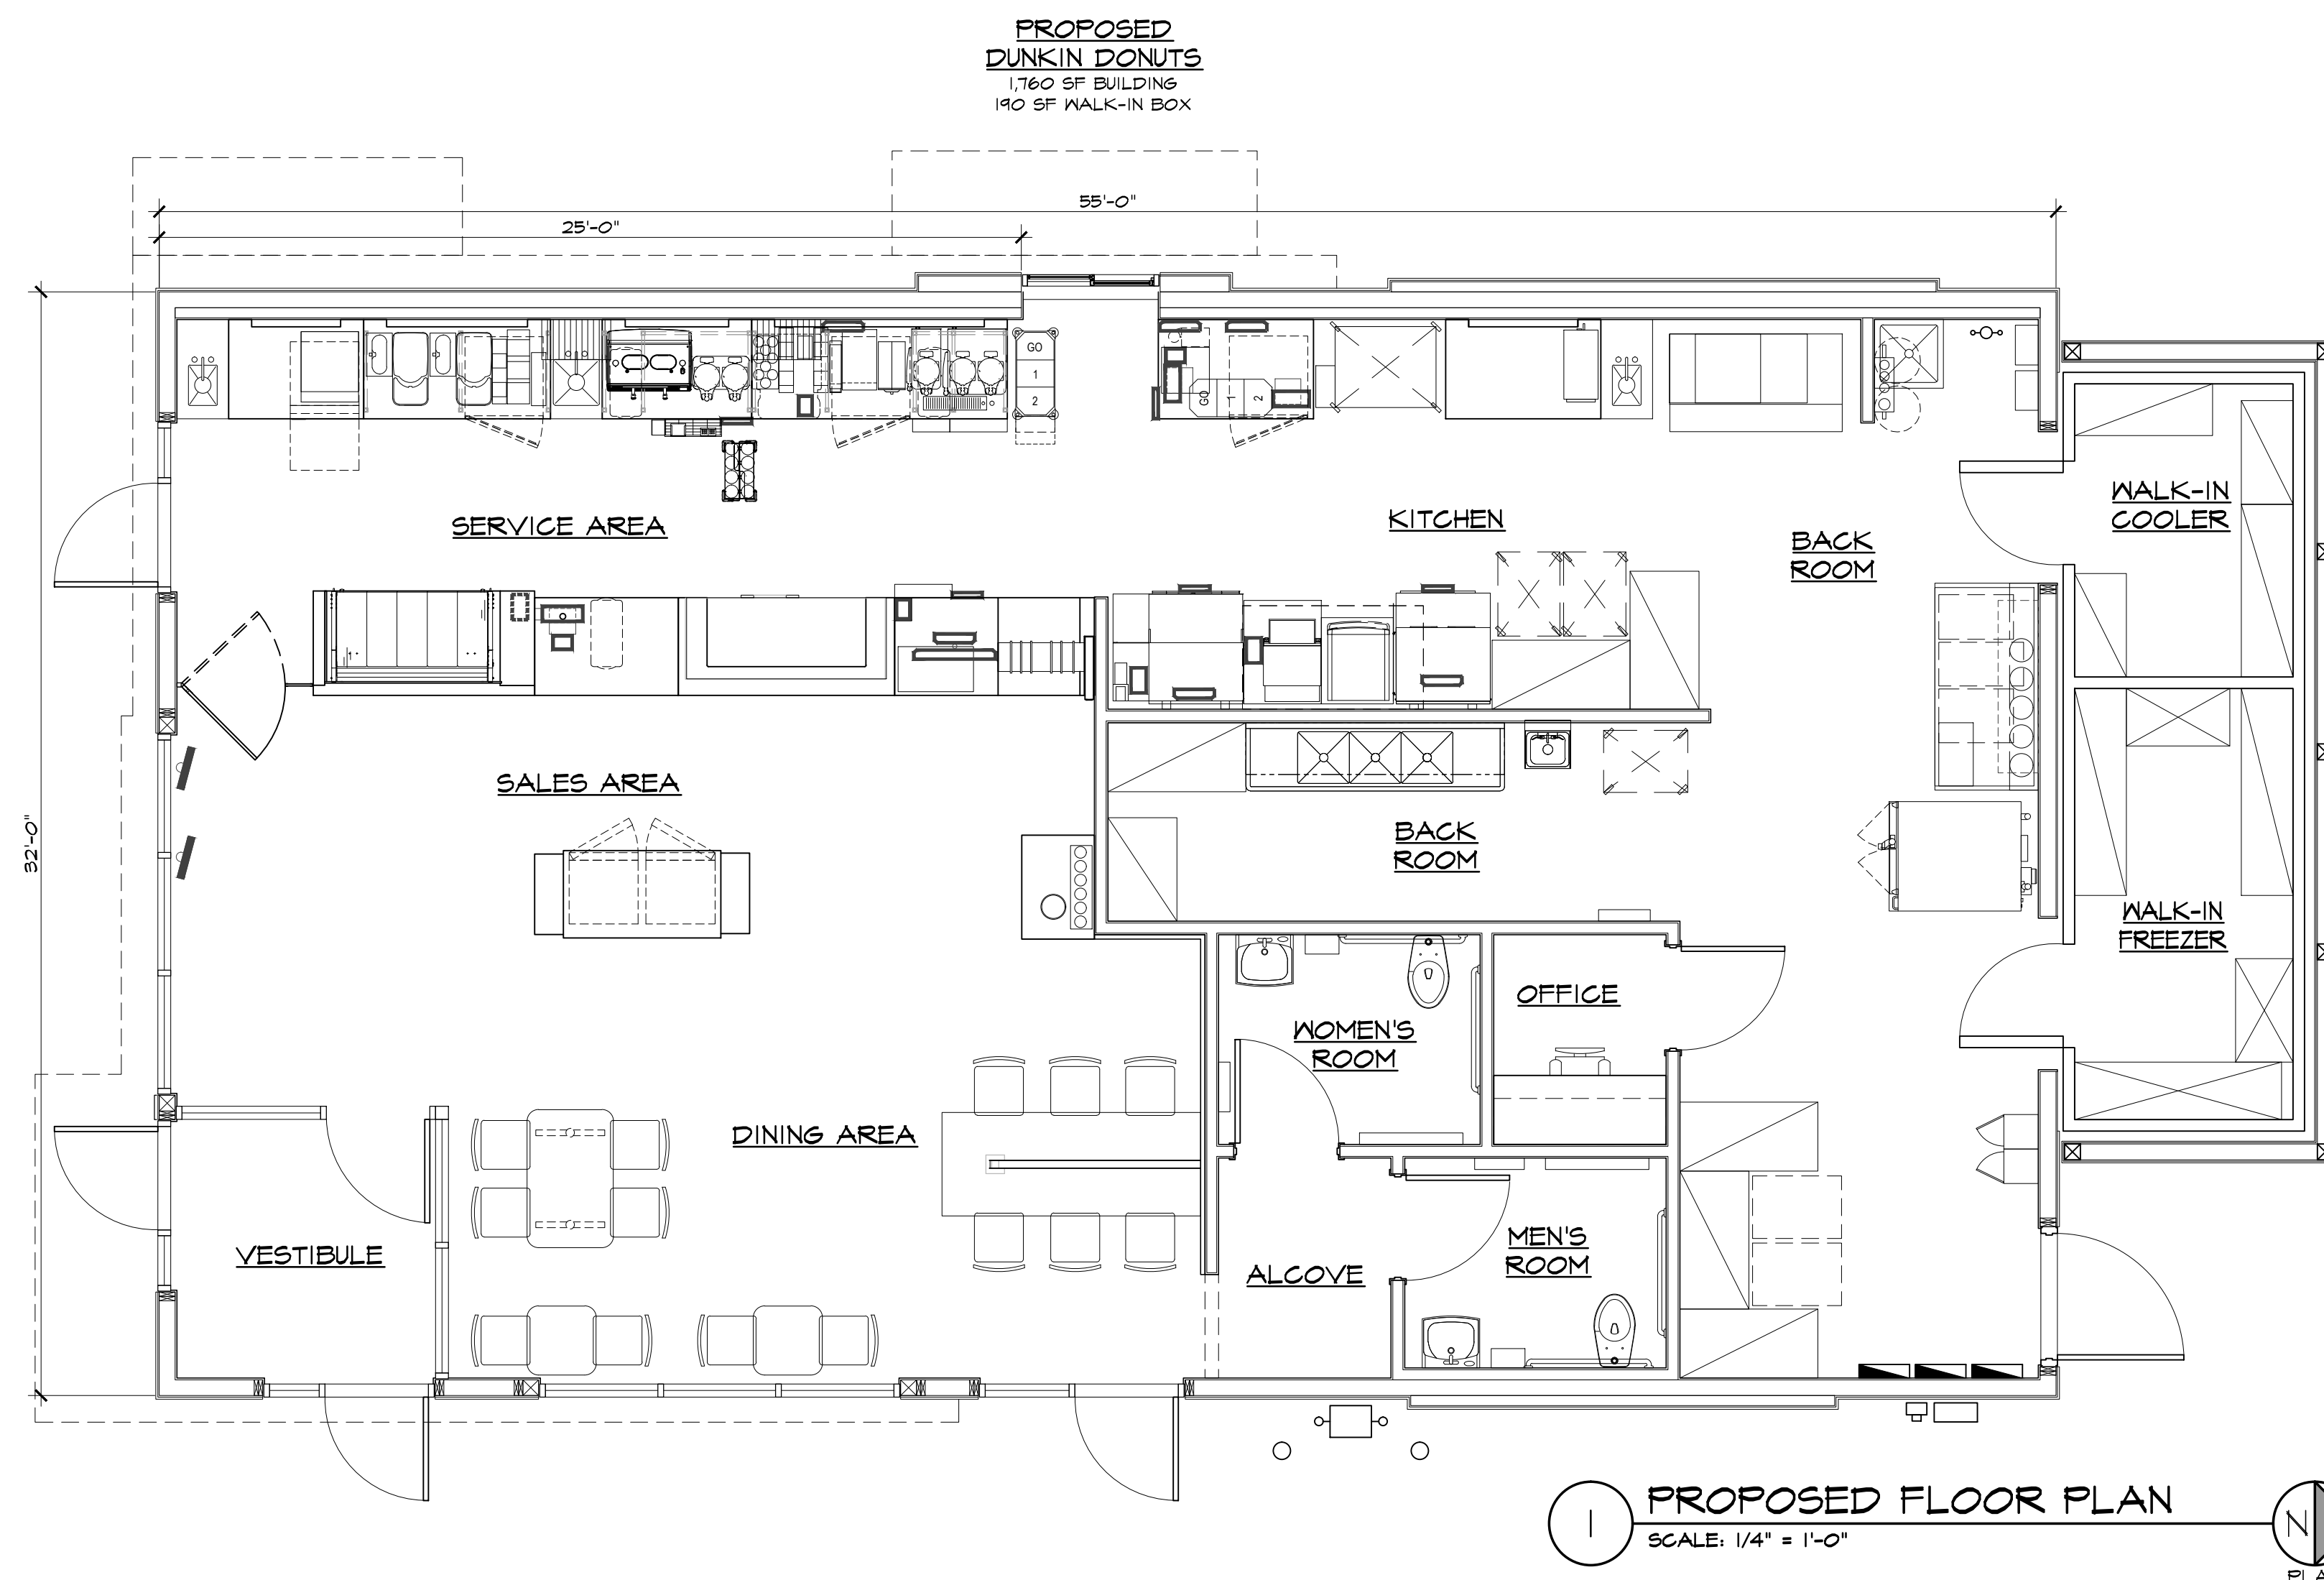 PROPOSED
DUNKIN DONUTS
1,760 SF BUILDING
190 SF WALK-IN BOX
55'-0"
25'-0"
32'-0"
GO
1
2
GO
1
2
SERVICE AREA
KITCHEN
BACK
ROOM
WALK-IN
COOLER
SALES AREA
BACK
ROOM
WALK-IN
FREEZER
OFFICE
WOMEN'S
ROOM
DINING AREA
VESTIBULE
ALCOVE
MEN'S
ROOM
1
PROPOSED FLOOR PLAN
SCALE: 1/4" = 1'-0"
N